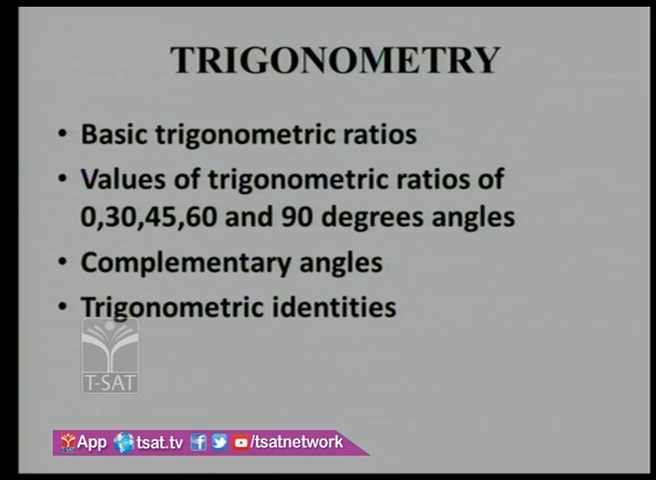 TRIGONOMETRY
• Basic trigonometric ratios
• Values of trigonometric ratios of
0,30,45,60 and 90 degrees angles
• Complementary angles
• Trigonometric identities
T-SAT
App tsat.tv /tsatnetwork